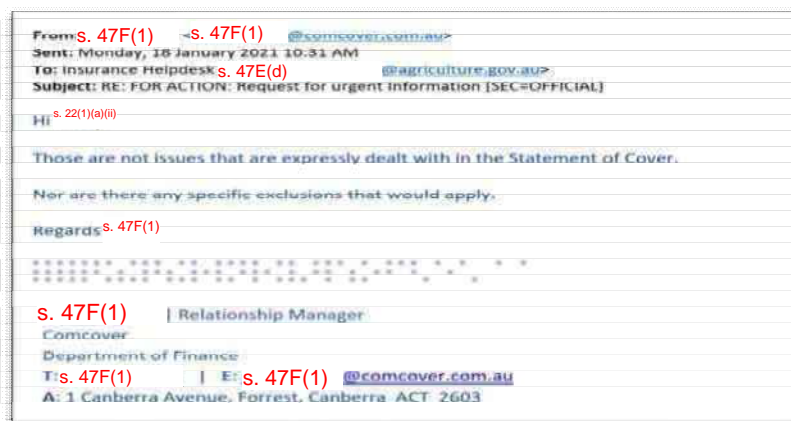 From s. 47F(1) <s. 47F(1) @comcover.com.au>
Sent: Monday, 18 January 2021 10:31 AM
To: Insurance Helpdesk s. 47E(d) @agriculture.gov.au>
Subject: RE: FOR ACTION: Request for urgent information [SEC=OFFICIAL]
Hi s. 22(1)(a)(ii)
Those are not issues that are expressly dealt with in the Statement of Cover.
Nor are there any specific exclusions that would apply.
Regards s. 47F(1)
s. 47F(1) | Relationship Manager
Comcover
Department of Finance
T: s. 47F(1) | E: s. 47F(1) @comcover.com.au
A: 1 Canberra Avenue, Forrest, Canberra ACT 2603